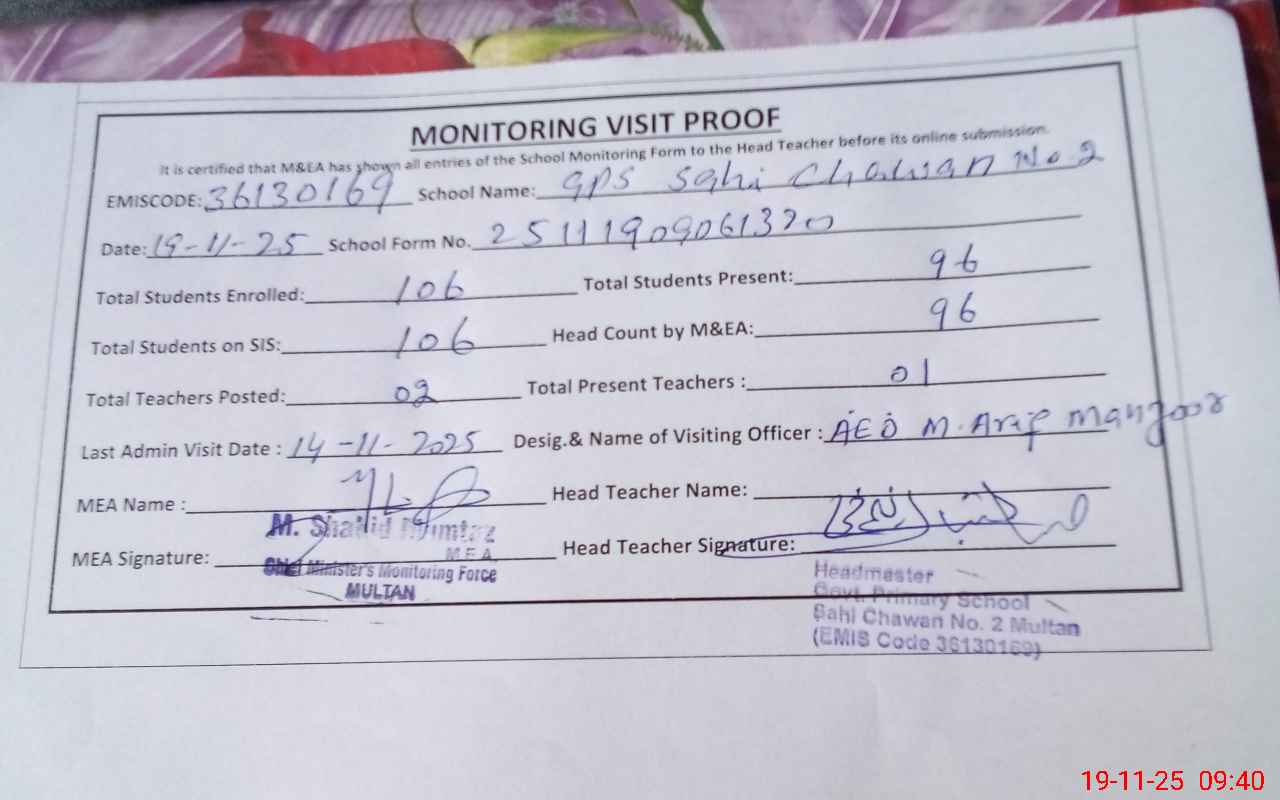 MONITORING VISIT PROOF
It is certified that M&EA has shown all entries of the School Monitoring Form to the Head Teacher before its online submission.
EMISCODE: 36130169 School Name: GPS Sahi Chawan No. 2
Date: 19-11-25 School Form No. 25111909061320
Total Students Enrolled: 106 Total Students Present: 96
Total Students on SIS: 106 Head Count by M&EA: 96
Total Teachers Posted: 02 Total Present Teachers : 01
Last Admin Visit Date : 14-11-2025 Desig.& Name of Visiting Officer : AEO M. Arif Manzoor
MEA Name : Head Teacher Name:
M. Shahid Mumtaz
MEA Signature: M E A Head Teacher Signature:
Chief Minister's Monitoring Force
MULTAN
Headmaster
Govt. Primary School
Sahi Chawan No. 2 Multan
(EMIS Code 36130169)
19-11-25 09:40